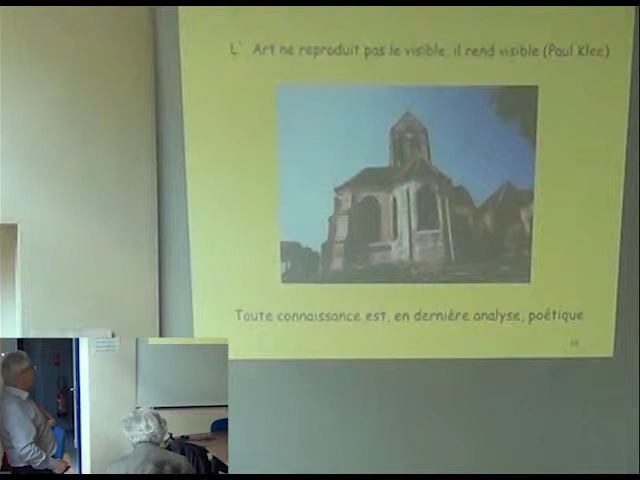 L' Art ne reproduit pas le visible, il rend visible (Paul Klee)
Toute connaissance est, en dernière analyse, poétique